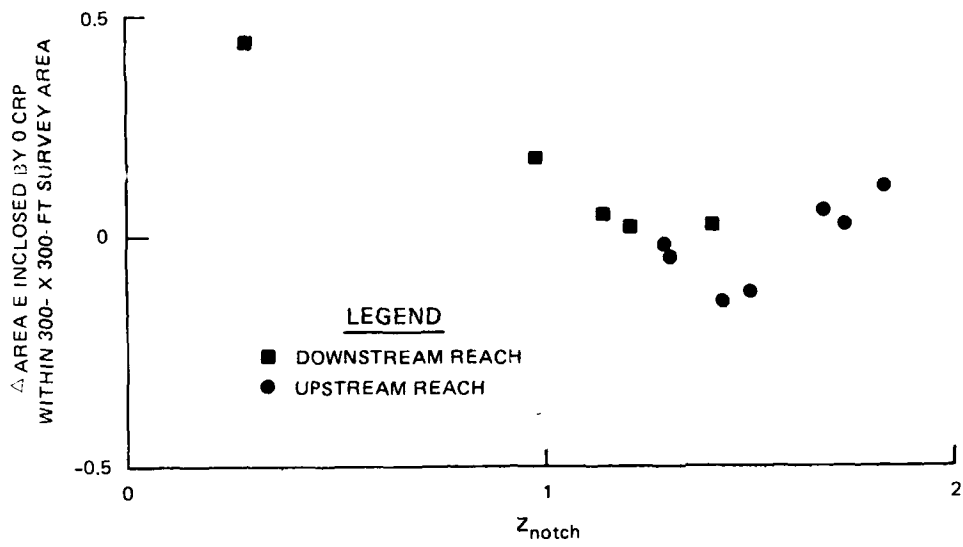 0.5
△ AREA E INCLOSED BY 0 CRP
WITHIN 300- X 300-FT SURVEY AREA
0
LEGEND
■ DOWNSTREAM REACH
● UPSTREAM REACH
-0.5
0
1
2
Znotch